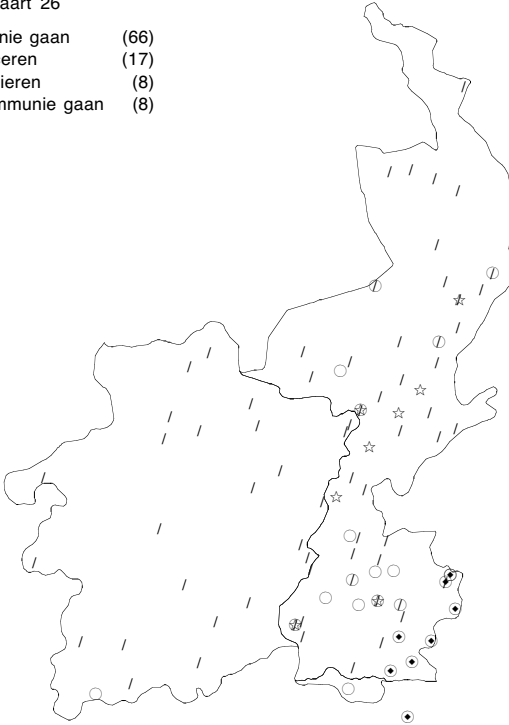 aart 26
nie gaan (66)
eren (17)
ieren (8)
mmunie gaan (8)